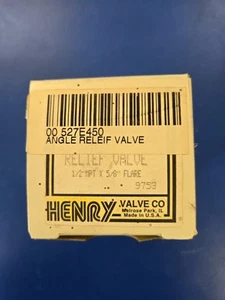 00 527E450
ANGLE RELEIF VALVE
RELIEF VALVE
1/2"MPT X 5/8" FLARE
9753
HENRY VALVE CO
Melrose Park, IL
Made in U.S.A.